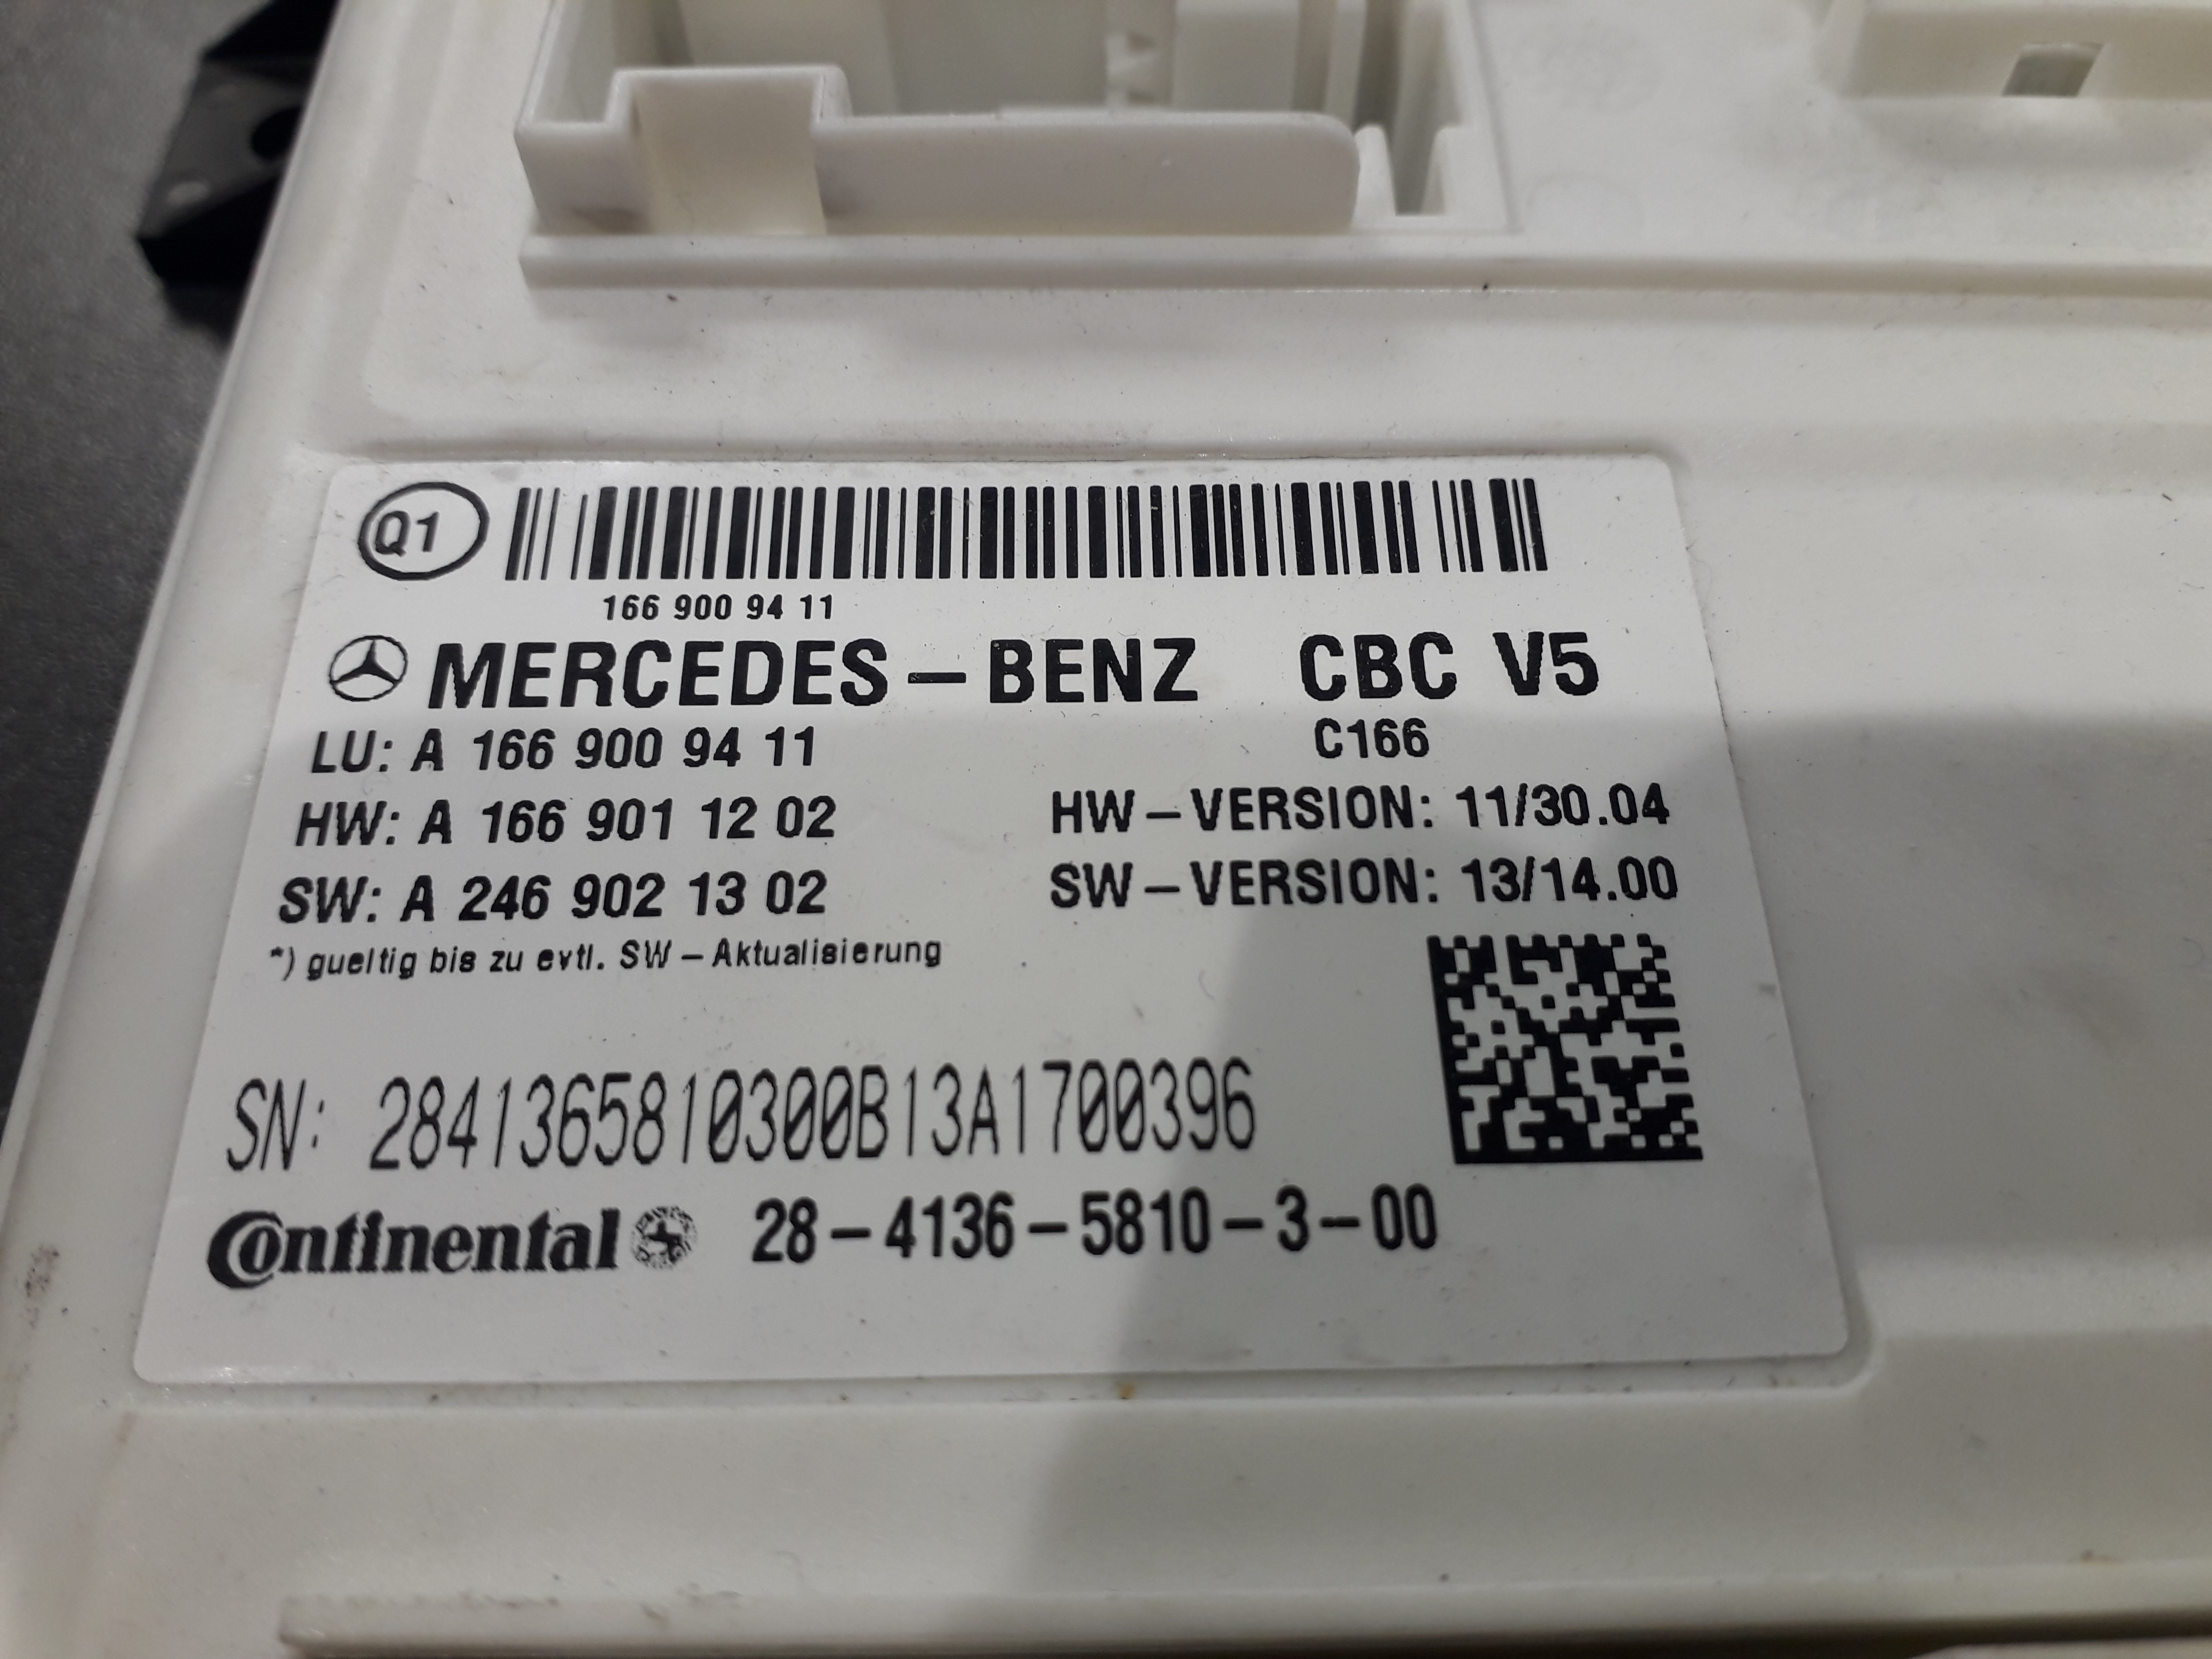 Q1
166 900 94 11
MERCEDES-BENZ CBC V5
LU: A 166 900 94 11 C166
HW: A 166 901 12 02 HW-VERSION: 11/30.04
SW: A 246 902 13 02 SW-VERSION: 13/14.00
*) gueltig bis zu evtl. SW-Aktualisierung
SN: 2841365810300B13A1700396
Continental 28-4136-5810-3-00